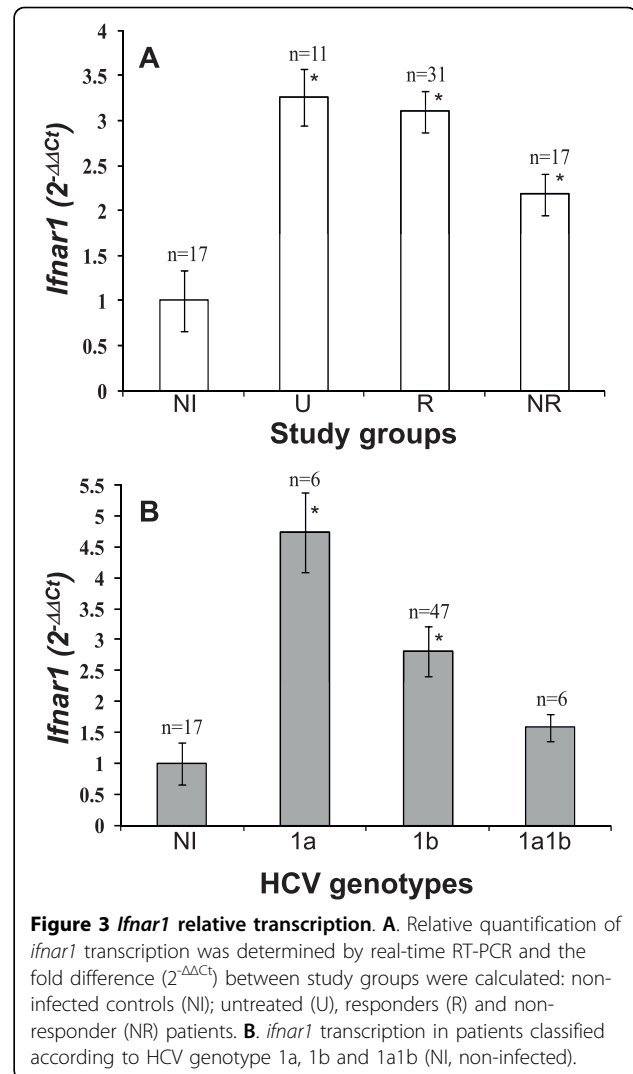 A
Ifnar1 (2-ΔΔCt)
4
3.5
3
2.5
2
1.5
1
0.5
0
n=17
n=11
*
n=31
*
n=17
*
NI U R NR
Study groups
B
Ifnar1 (2-ΔΔCt)
5.5
5
4.5
4
3.5
3
2.5
2
1.5
1
0.5
0
n=17
n=6
*
n=47
*
n=6
NI 1a 1b 1a1b
HCV genotypes
Figure 3 Ifnar1 relative transcription. A. Relative quantification of
ifnar1 transcription was determined by real-time RT-PCR and the
fold difference (2-ΔΔCt) between study groups were calculated: non-
infected controls (NI); untreated (U), responders (R) and non-
responder (NR) patients. B. ifnar1 transcription in patients classified
according to HCV genotype 1a, 1b and 1a1b (NI, non-infected).